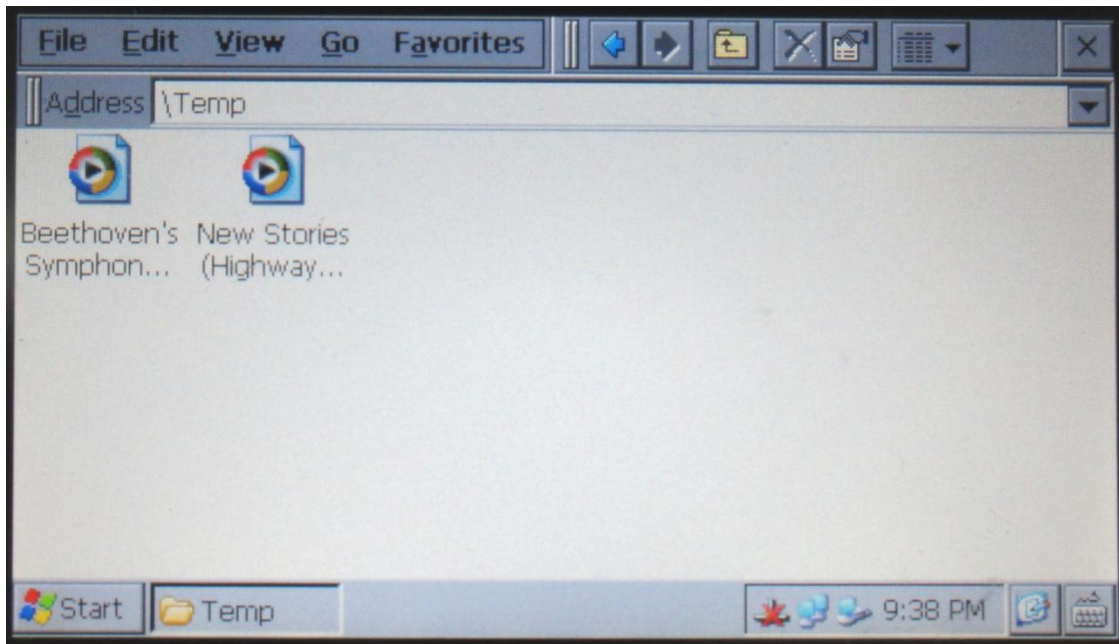 File Edit View Go Favorites
Address \Temp
Beethoven's
Symphon...
New Stories
(Highway...
Start Temp 9:38 PM